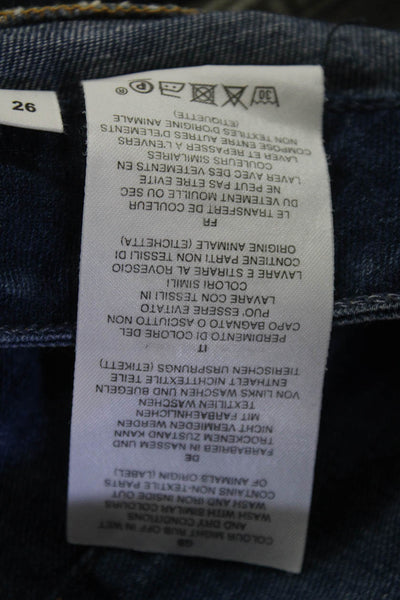 26
GB
COLOUR MIGHT RUB OFF IN WET
AND DRY CONDITIONS
WASH WITH SIMILAR COLOURS
WASH AND IRON INSIDE OUT
CONTAINS NON-TEXTILE PARTS
OF ANIMALS ORIGIN (LABEL)
DE
FARBABRIEB IN NASSEM UND
TROCKENEM ZUSTAND KANN
NICHT VERMIEDEN WERDEN
MIT FARBAEHNLICHEN
TEXTILIEN WASCHEN
VON LINKS WASCHEN UND BUEGELN
ENTHAELT NICHTTEXTILE TEILE
TIERISCHEN URSPRUNGS (ETIKETT)
IT
PERDIMENTO DI COLORE DEL
CAPO BAGNATO O ASCIUTTO NON
PUO' ESSERE EVITATO
LAVARE CON TESSILI IN
COLORI SIMILI
LAVARE E STIRARE AL ROVESCIO
CONTIENE PARTI NON TESSILI DI
ORIGINE ANIMALE (ETICHETTA)
FR
LE TRANSFERT DE COULEUR
DU VETEMENT MOUILLE OU SEC
NE PEUT PAS ETRE EVITE
LAVER AVEC DES VETEMENTS EN
COULEURS SIMILAIRES
LAVER ET REPASSER A L'ENVERS
COMPOSE ENTRE AUTRES D'ELEMENTS
NON TEXTILES D'ORIGINE ANIMALE
(ETIQUETTE)
30 P ®